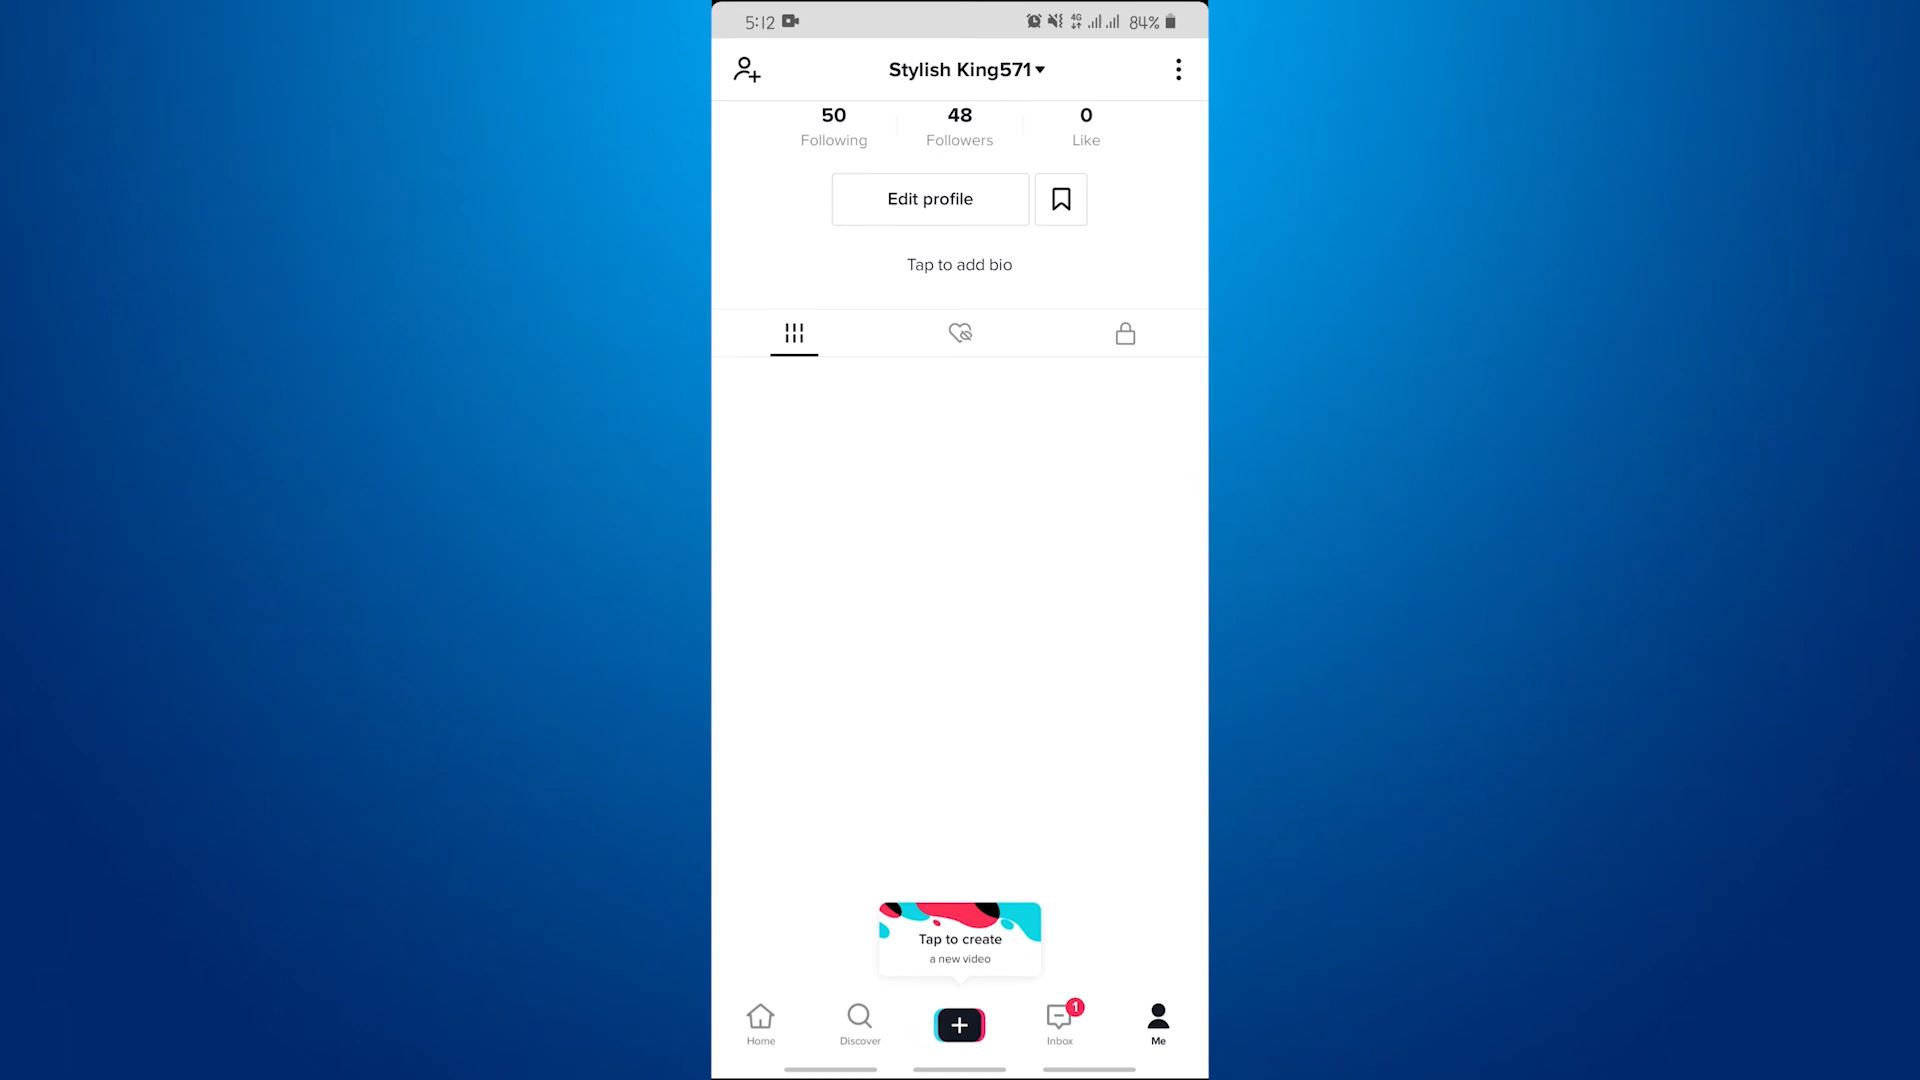 5:12 4G 84%
Stylish King571
50 48 0
Following Followers Like
Edit profile
Tap to add bio
Tap to create
a new video
1
Home Discover Inbox Me